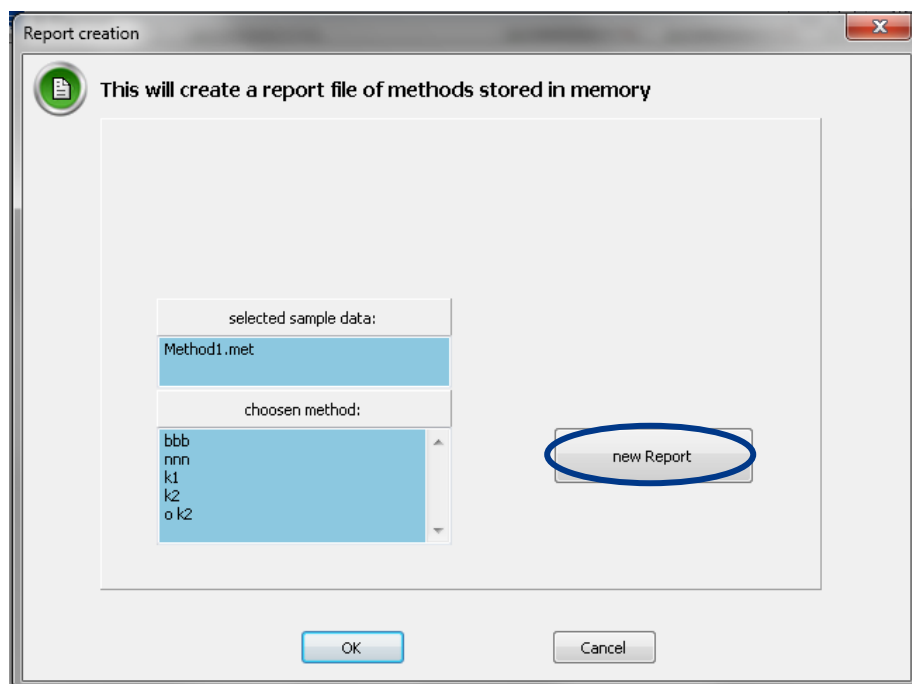 Report creation
This will create a report file of methods stored in memory
selected sample data:
Method1.met
choosen method:
bbb
nnn
k1
k2
o k2
new Report
OK
Cancel